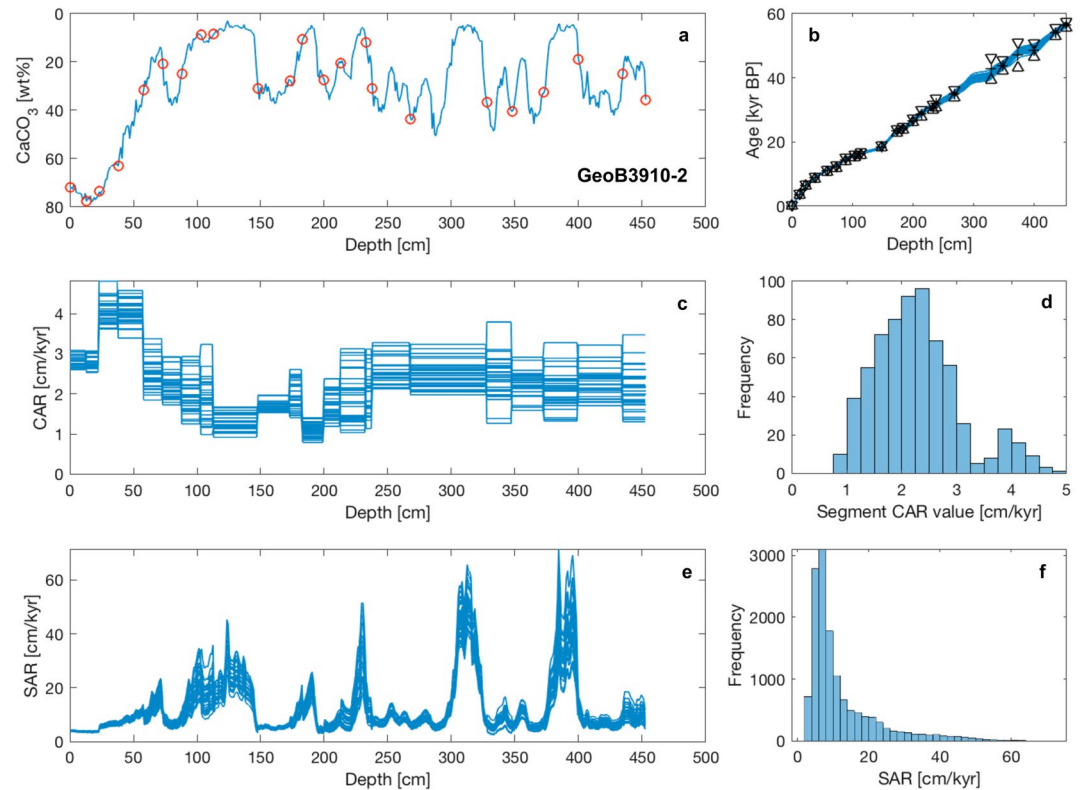 a
0
20
40
60
80
CaCO3 [wt%]
GeoB3910-2
0 50 100 150 200 250 300 350 400 450 500
Depth [cm]
b
60
40
20
0
Age [kyr BP]
0 100 200 300 400
Depth [cm]
c
4
3
2
1
0
CAR [cm/kyr]
0 50 100 150 200 250 300 350 400 450 500
Depth [cm]
d
100
80
60
40
20
0
Frequency
0 1 2 3 4 5
Segment CAR value [cm/kyr]
e
60
40
20
0
SAR [cm/kyr]
0 50 100 150 200 250 300 350 400 450 500
Depth [cm]
f
3000
2000
1000
0
Frequency
0 20 40 60
SAR [cm/kyr]